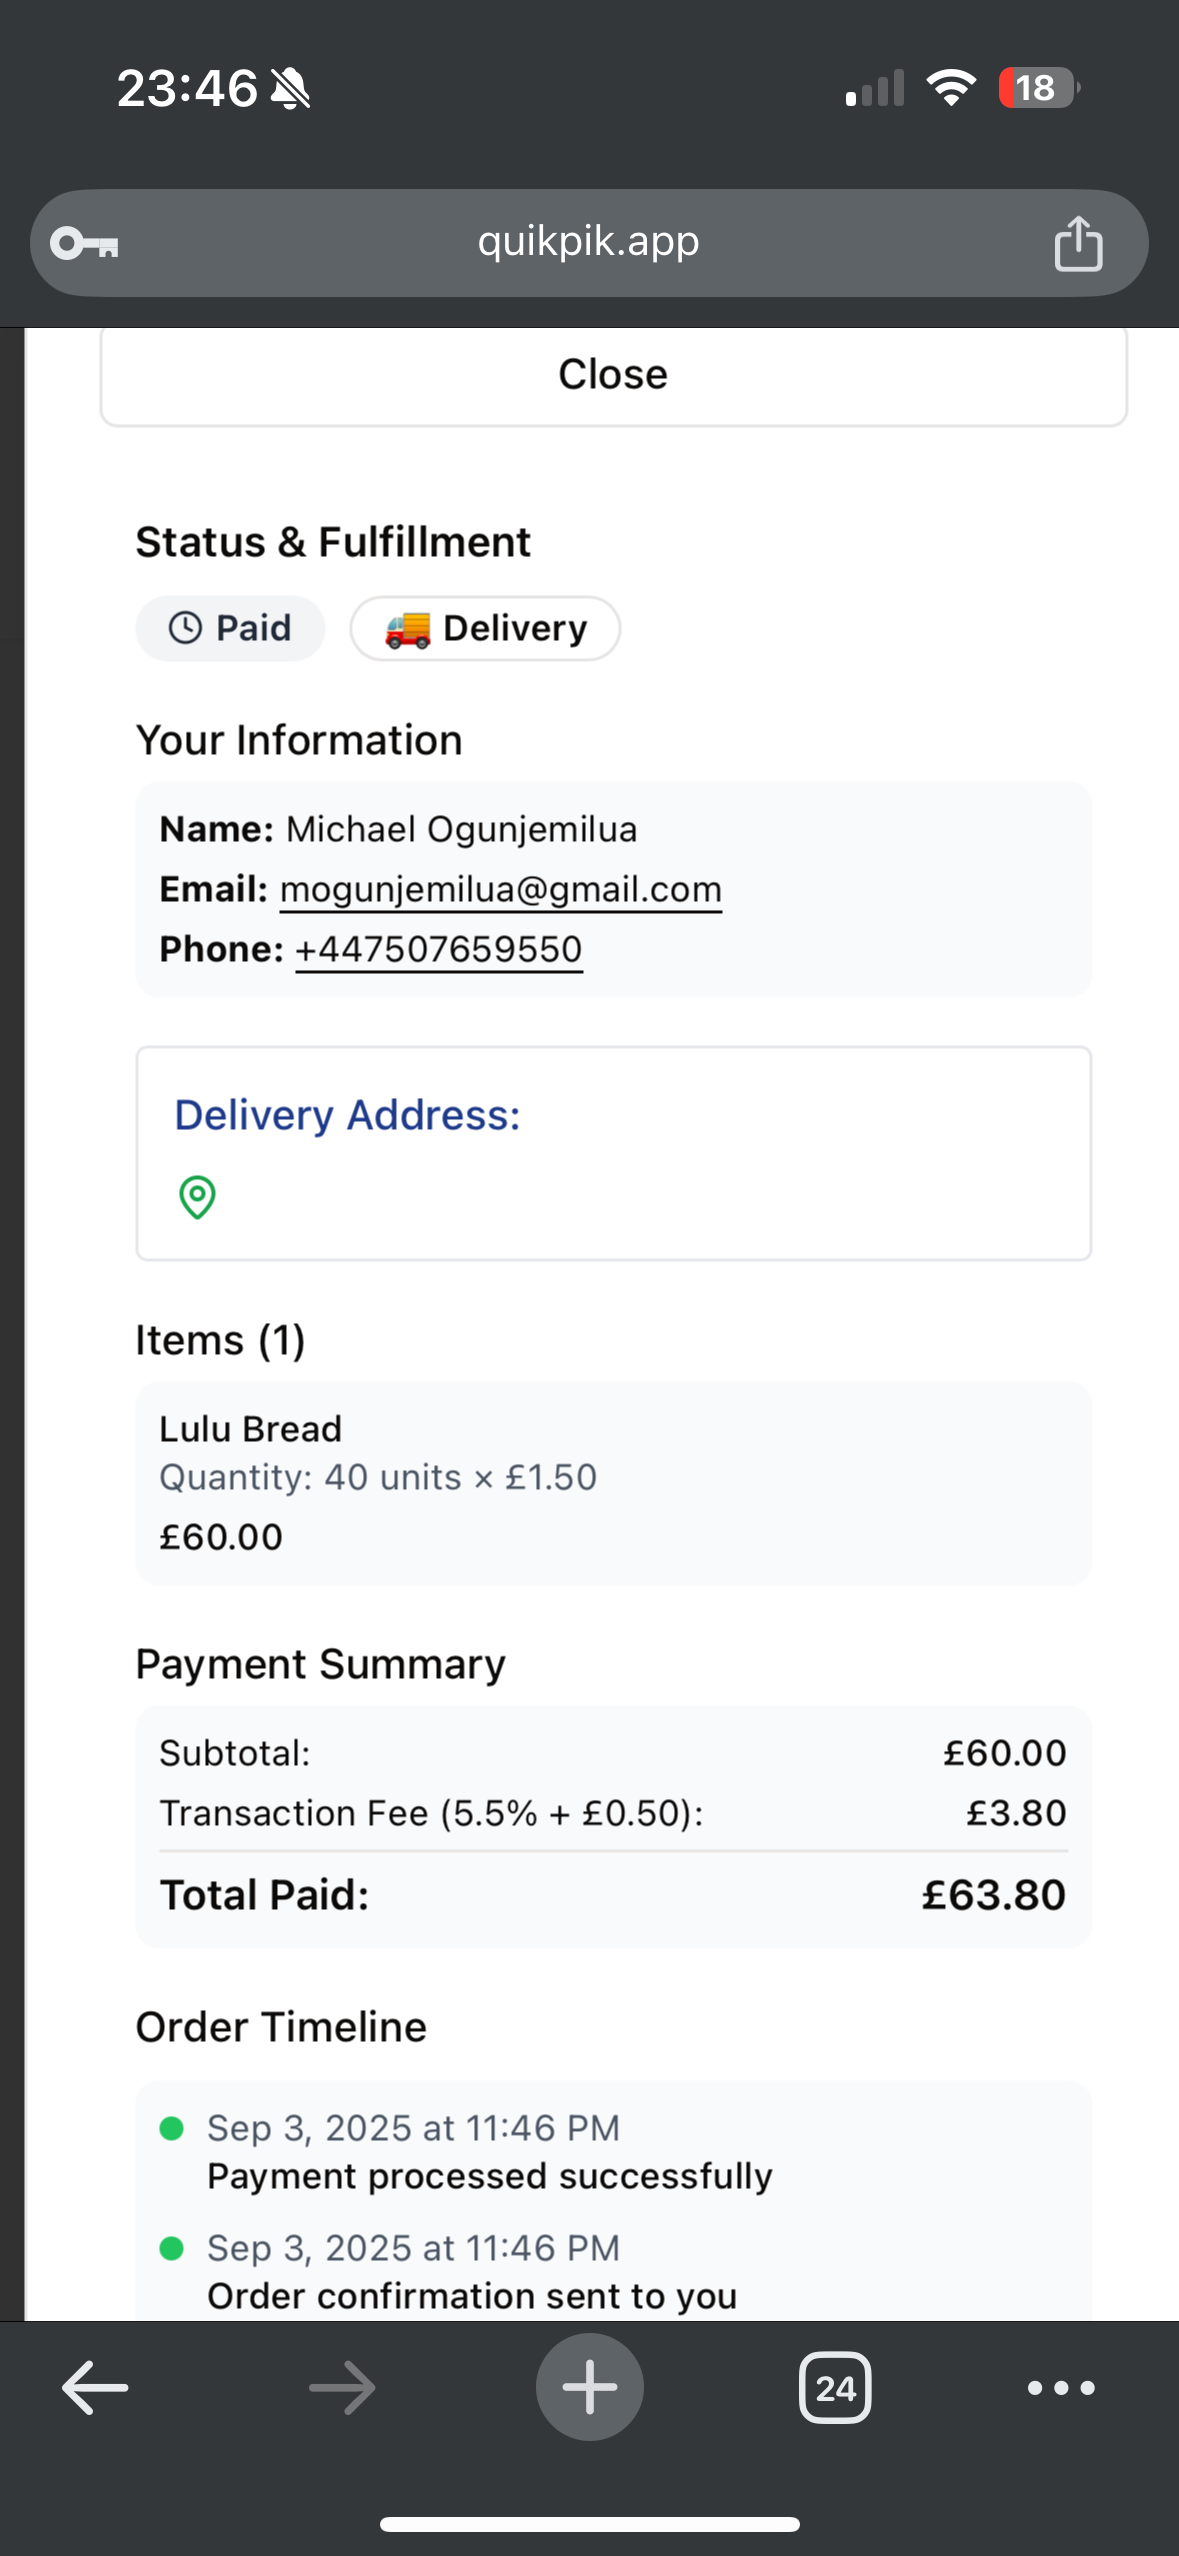 23:46
18
quikpik.app
Close
Status & Fulfillment
Paid
Delivery
Your Information
Name: Michael Ogunjemilua
Email: mogunjemilua@gmail.com
Phone: +447507659550
Delivery Address:
Items (1)
Lulu Bread
Quantity: 40 units × £1.50
£60.00
Payment Summary
Subtotal: £60.00
Transaction Fee (5.5% + £0.50): £3.80
Total Paid: £63.80
Order Timeline
Sep 3, 2025 at 11:46 PM
Payment processed successfully
Sep 3, 2025 at 11:46 PM
Order confirmation sent to you
24